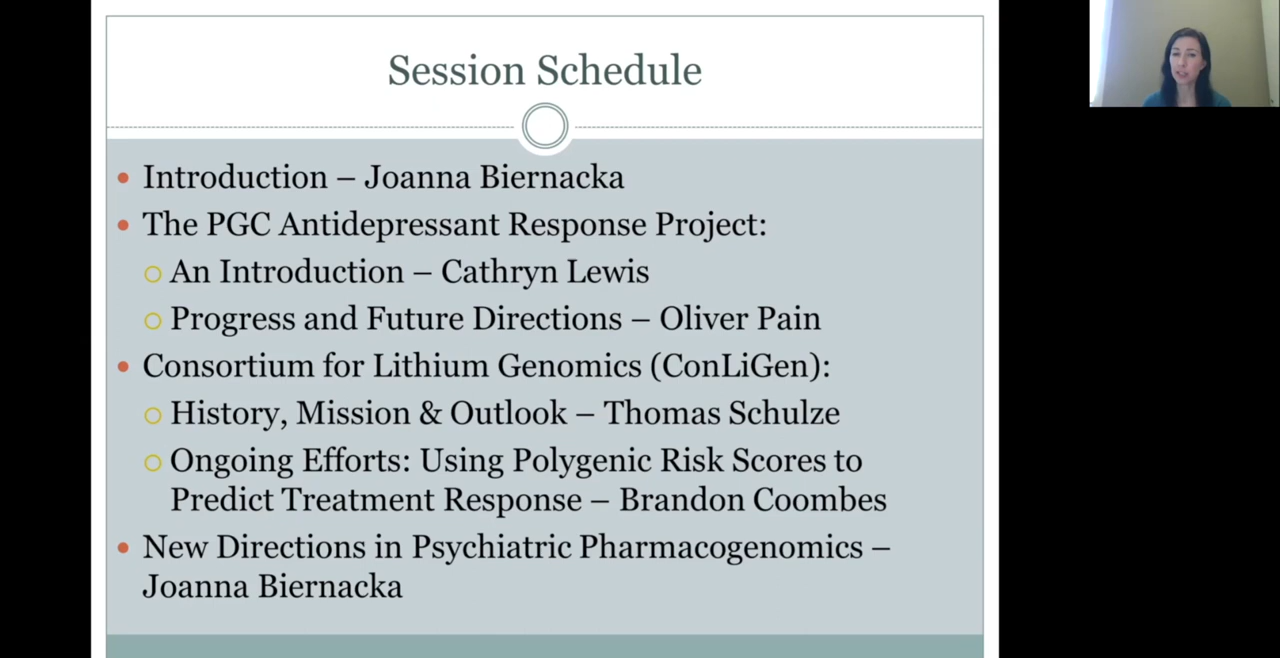 Session Schedule
Introduction – Joanna Biernacka
The PGC Antidepressant Response Project:
An Introduction – Cathryn Lewis
Progress and Future Directions – Oliver Pain
Consortium for Lithium Genomics (ConLiGen):
History, Mission & Outlook – Thomas Schulze
Ongoing Efforts: Using Polygenic Risk Scores to
Predict Treatment Response – Brandon Coombes
New Directions in Psychiatric Pharmacogenomics –
Joanna Biernacka